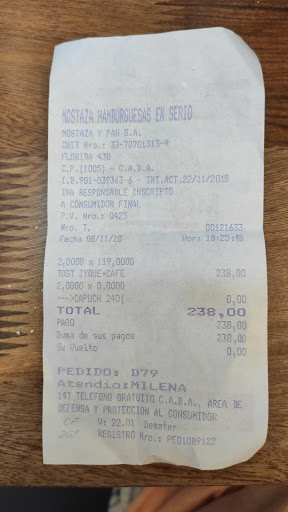 MOSTAZA HAMBURGUESAS EN SERIO
MOSTAZA Y PAN S.A.
CUIT Nro.: 33-70701313-9
FLORIDA 430
C.P.(1005) - C.A.B.A.
I.B.901-039363-6 - INI.ACT.22/11/2019
IVA RESPONSABLE INSCRIPTO
A CONSUMIDOR FINAL
P.V. Nro.: 0425
Nro. T. 00121633
Fecha 08/11/20 Hora 18:25:49
2,0000 x 119,0000
TOST JYQUE+CAFE 238,00
2,0000 x 0.0000
--->CAPUCH 240( 0,00
TOTAL 238,00
PAGO 238,00
Suma de sus pagos 238,00
Su Vuelto 0,00
PEDIDO: D79
Atendio:MILENA
147 TELEFONO GRATUITO C.A.B.A., AREA DE
DEFENSA Y PROTECCION AL CONSUMIDOR
V: 22.01
REGISTRO Nro.: PEO1089122